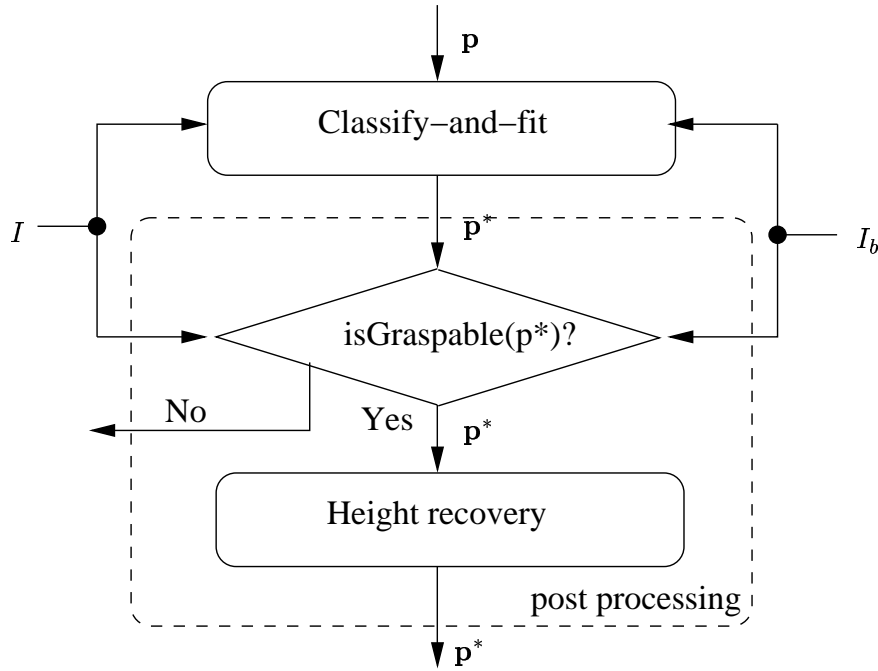 p
Classify−and−fit
I
p*
I_b
isGraspable(p*)?
No
Yes
p*
Height recovery
post processing
p*